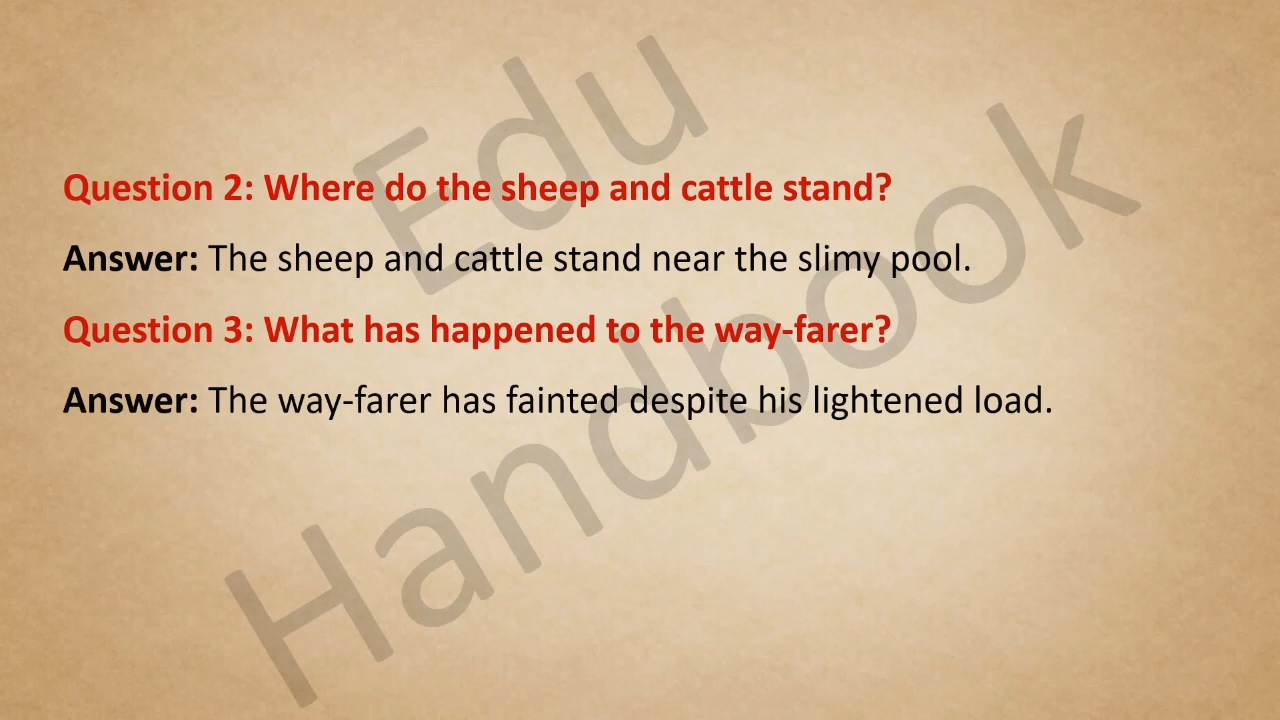 Edu Handbook
Question 2: Where do the sheep and cattle stand?
Answer: The sheep and cattle stand near the slimy pool.
Question 3: What has happened to the way-farer?
Answer: The way-farer has fainted despite his lightened load.